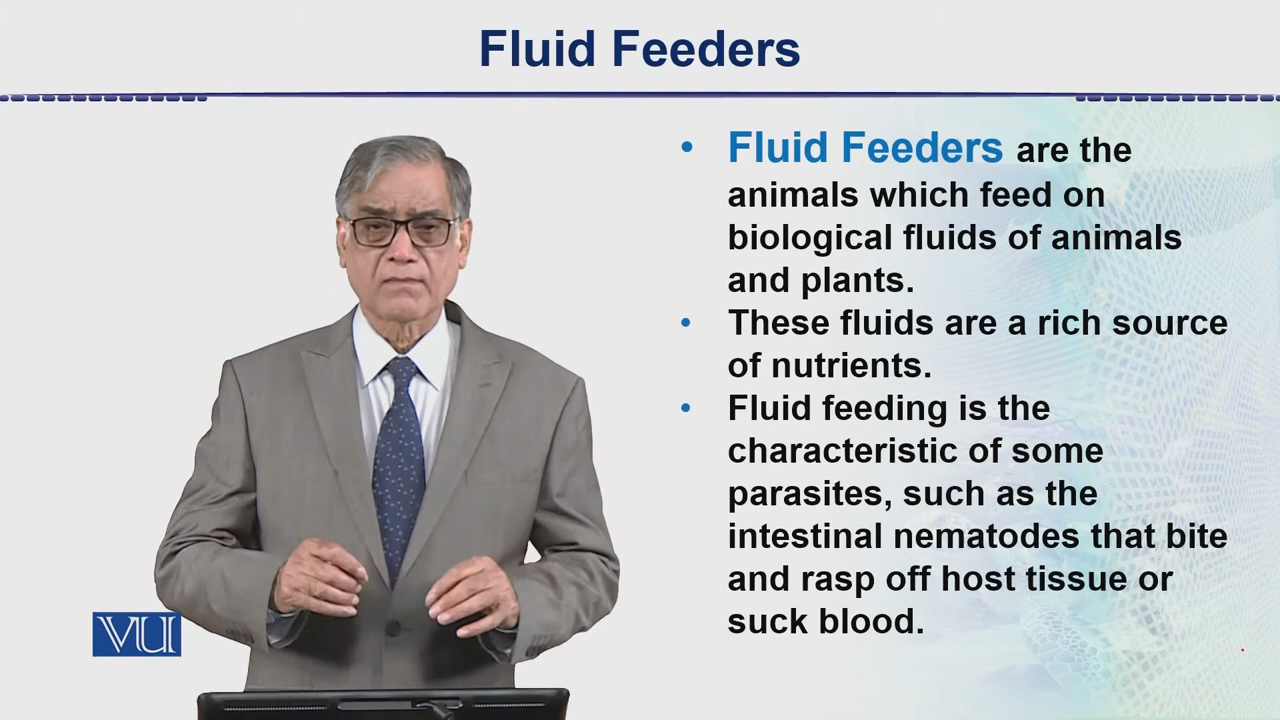 Fluid Feeders
• Fluid Feeders are the
animals which feed on
biological fluids of animals
and plants.
• These fluids are a rich source
of nutrients.
• Fluid feeding is the
characteristic of some
parasites, such as the
intestinal nematodes that bite
and rasp off host tissue or
suck blood.
VU